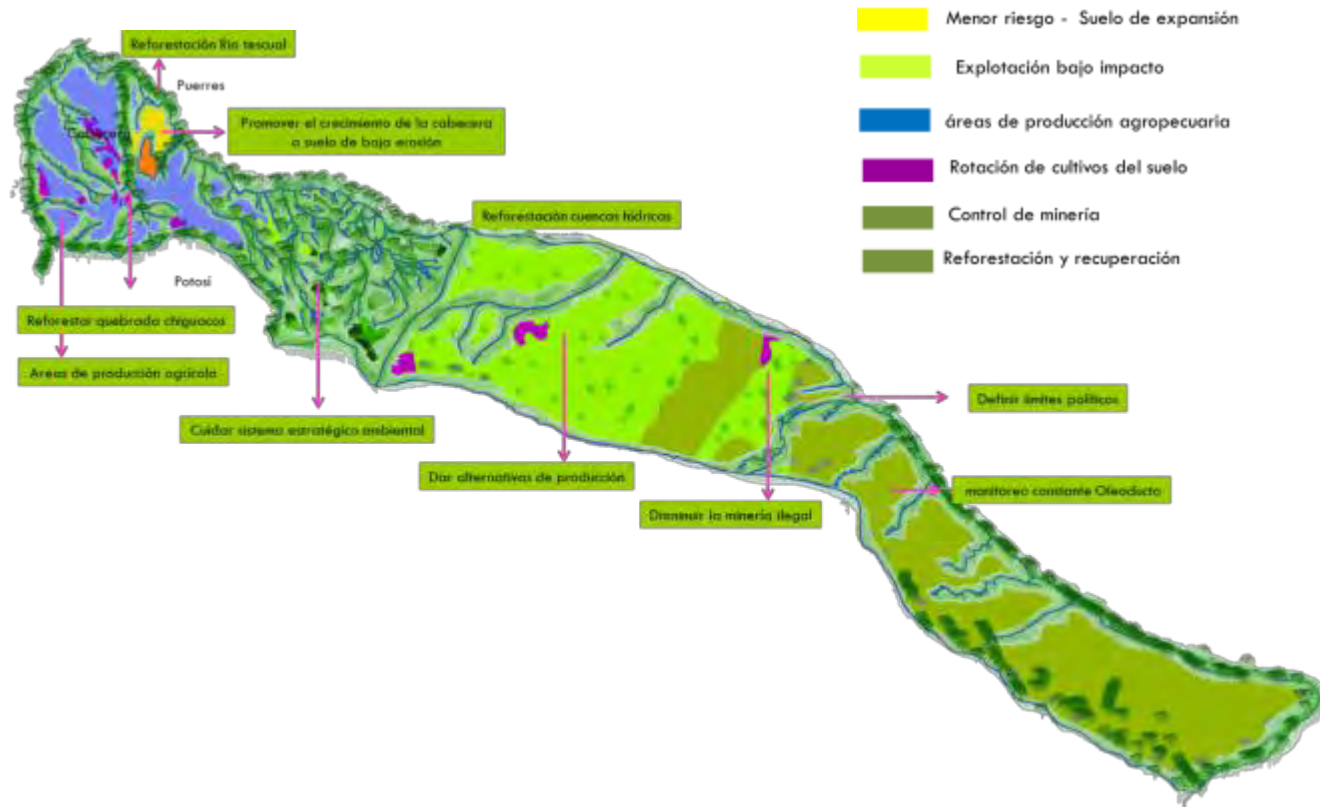 Menor riesgo - Suelo de expansión
Explotación bajo impacto
áreas de producción agropecuaria
Rotación de cultivos del suelo
Control de minería
Reforestación y recuperación
Reforestación Rio tescual
Puerres
Promover el crecimiento de la cabecera
a suelo de baja erosión
Cabecera
Reforestación cuencas hídricas
Potosí
Reforestar quebrada chiguacos
Areas de producción agrícola
Cuidar sistema estratégico ambiental
Dar alternativas de producción
Disminuir la minería ilegal
Definir limites políticos
monitoreo constante Oleoducto